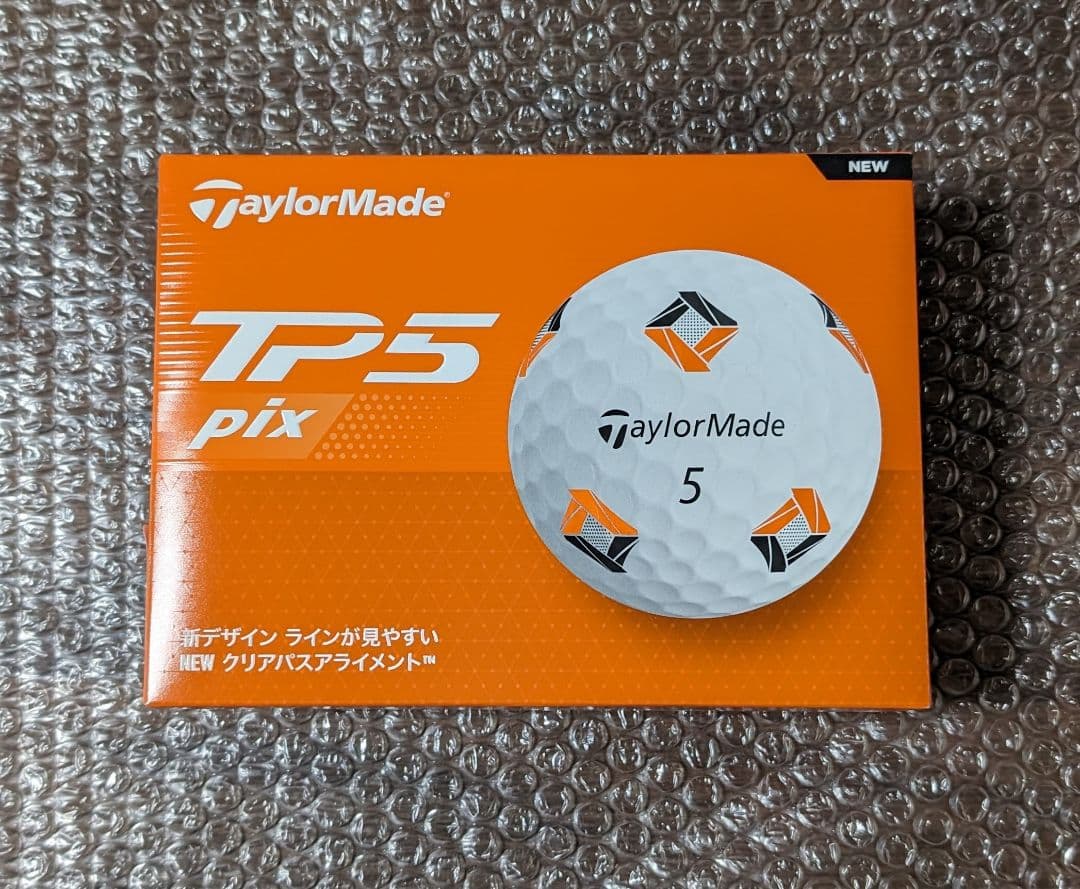 NEW
TaylorMade®
TP5
pix
TaylorMade
5
新デザイン ラインが見やすい
NEW クリアパスアライメント™